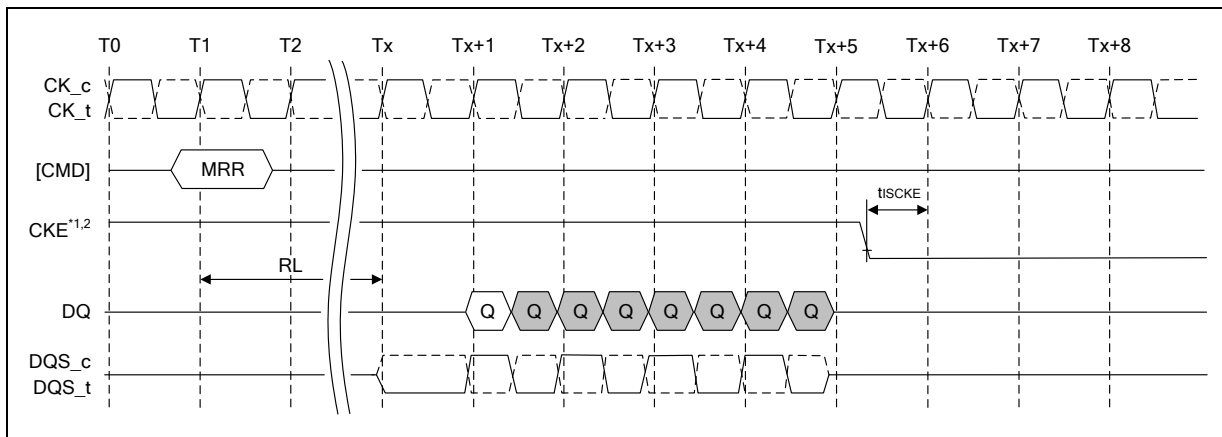 T0 T1 T2 Tx Tx+1 Tx+2 Tx+3 Tx+4 Tx+5 Tx+6 Tx+7 Tx+8
CK_c
CK_t
[CMD] MRR
tISCKE
CKE*1,2
RL
DQ Q Q Q Q Q Q Q Q
DQS_c
DQS_t